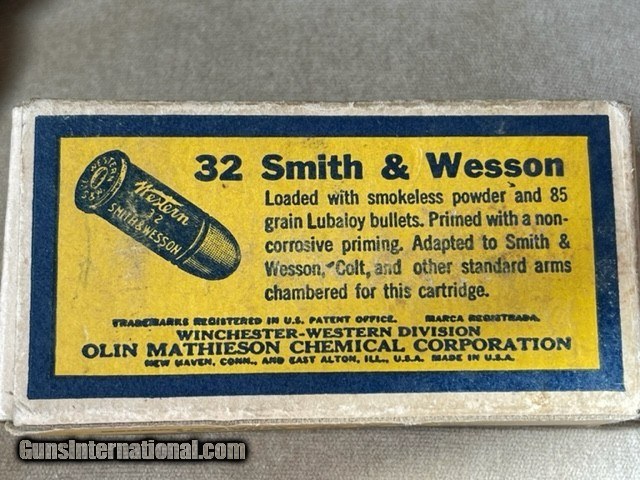 32 Smith & Wesson
Loaded with smokeless powder and 85
grain Lubaloy bullets. Primed with a non-
corrosive priming. Adapted to Smith &
Wesson, Colt, and other standard arms
chambered for this cartridge.
WESTERN
32 S&W
Western
32
SMITH & WESSON
TRADEMARKS REGISTERED IN U.S. PATENT OFFICE. MARCA REGISTRADA.
WINCHESTER-WESTERN DIVISION
OLIN MATHIESON CHEMICAL CORPORATION
NEW HAVEN, CONN., AND EAST ALTON, ILL., U.S.A. MADE IN U.S.A.
GunsInternational.com